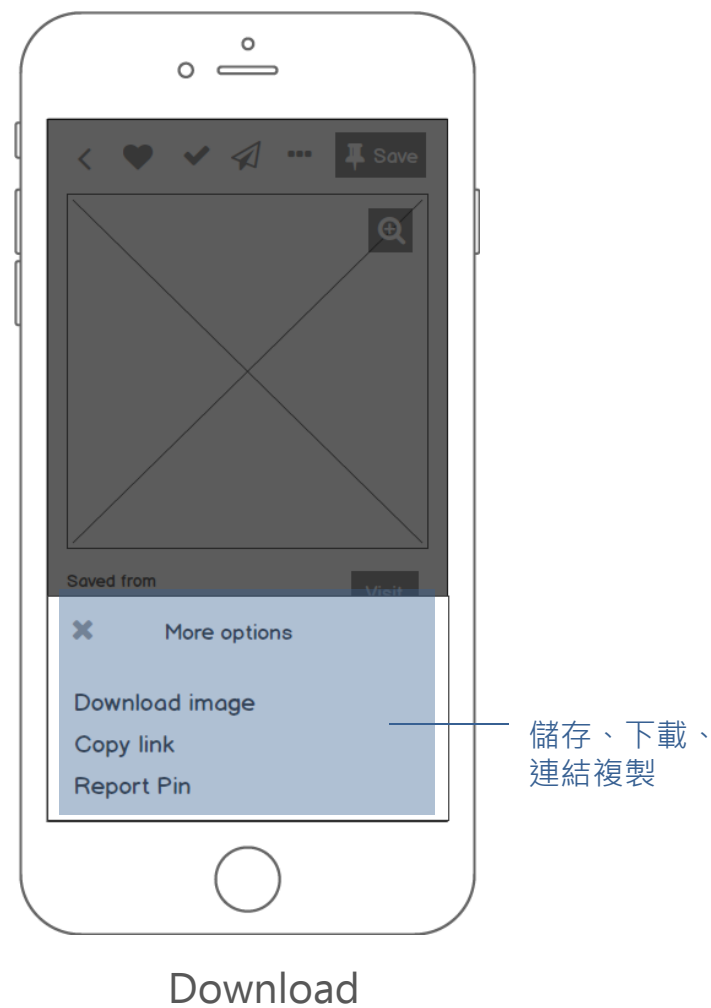 Save
Saved from
Visit
More options
Download image
Copy link
Report Pin
儲存、下載、
連結複製
Download